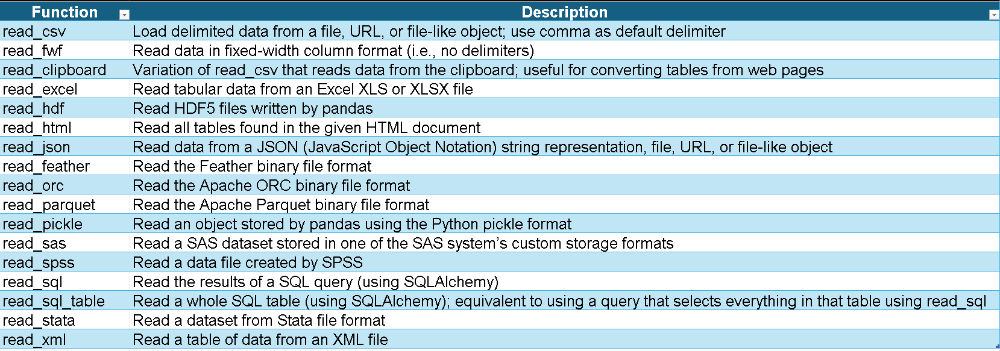 Function Description
read_csv Load delimited data from a file, URL, or file-like object; use comma as default delimiter
read_fwf Read data in fixed-width column format (i.e., no delimiters)
read_clipboard Variation of read_csv that reads data from the clipboard; useful for converting tables from web pages
read_excel Read tabular data from an Excel XLS or XLSX file
read_hdf Read HDF5 files written by pandas
read_html Read all tables found in the given HTML document
read_json Read data from a JSON (JavaScript Object Notation) string representation, file, URL, or file-like object
read_feather Read the Feather binary file format
read_orc Read the Apache ORC binary file format
read_parquet Read the Apache Parquet binary file format
read_pickle Read an object stored by pandas using the Python pickle format
read_sas Read a SAS dataset stored in one of the SAS system’s custom storage formats
read_spss Read a data file created by SPSS
read_sql Read the results of a SQL query (using SQLAlchemy)
read_sql_table Read a whole SQL table (using SQLAlchemy); equivalent to using a query that selects everything in that table using read_sql
read_stata Read a dataset from Stata file format
read_xml Read a table of data from an XML file